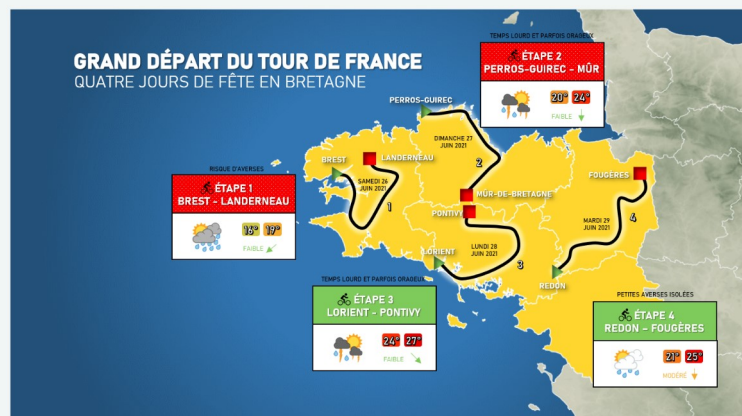 GRAND DÉPART DU TOUR DE FRANCE
QUATRE JOURS DE FÊTE EN BRETAGNE
TEMPS LOURD ET PARFOIS ORAGEUX
ÉTAPE 2
PERROS-GUIREC - MÛR
20° 24°
FAIBLE
PERROS-GUIREC
DIMANCHE 27
JUIN 2021
2
BREST
LANDERNEAU
SAMEDI 26
JUIN 2021
1
RISQUE D'AVERSES
ÉTAPE 1
BREST - LANDERNEAU
16° 19°
FAIBLE
MÛR-DE-BRETAGNE
PONTIVY
FOUGÈRES
MARDI 29
JUIN 2021
4
LORIENT
LUNDI 28
JUIN 2021
3
REDON
TEMPS LOURD ET PARFOIS ORAGEUX
ÉTAPE 3
LORIENT - PONTIVY
24° 27°
FAIBLE
PETITES AVERSES ISOLÉES
ÉTAPE 4
REDON - FOUGÈRES
21° 25°
MODÉRÉ